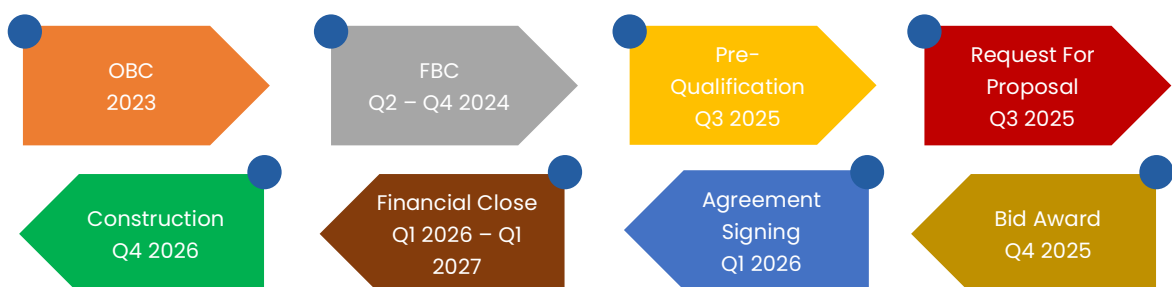 OBC
2023
FBC
Q2 – Q4 2024
Pre-
Qualification
Q3 2025
Request For
Proposal
Q3 2025
Construction
Q4 2026
Financial Close
Q1 2026 – Q1
2027
Agreement
Signing
Q1 2026
Bid Award
Q4 2025